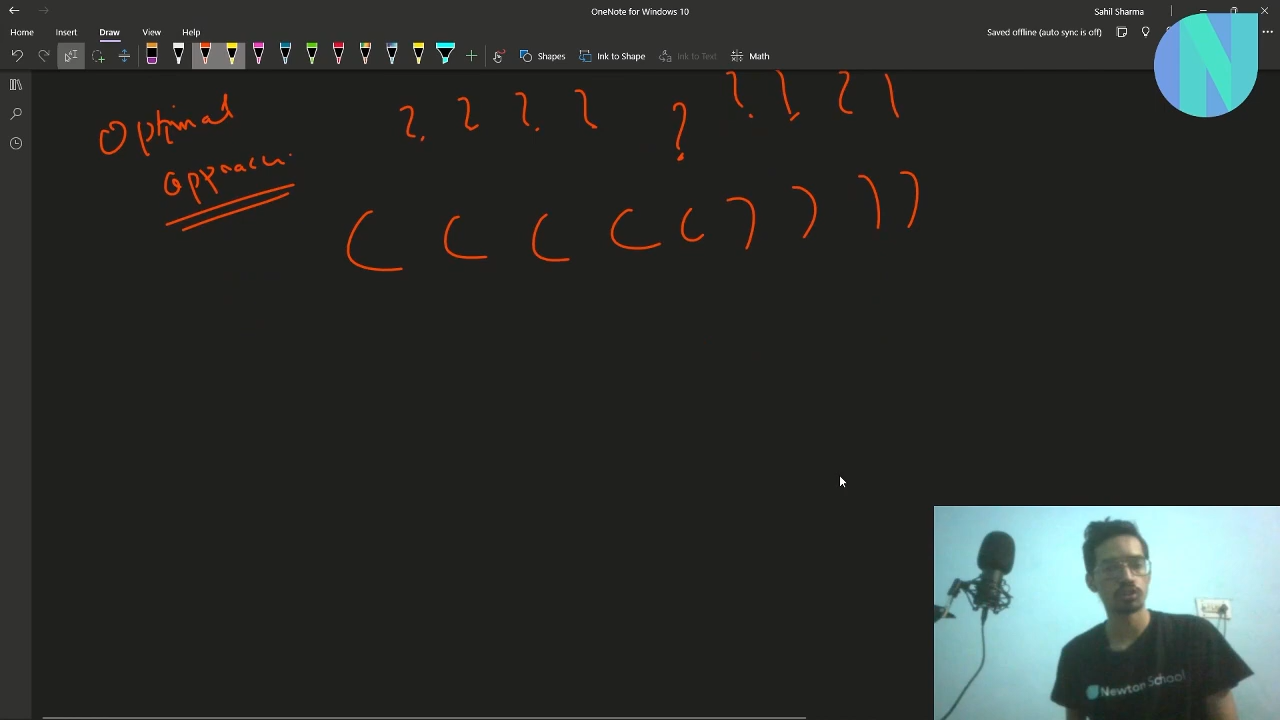 OneNote for Windows 10
Sahil Sharma
Home Insert Draw View Help
Saved offline (auto sync is off)
Shapes Ink to Shape Ink to Text Math
Optimal
approach.
? ? ? ? ? ? ? ? )
( ( ( ( ( ) ) ) )
Newton School